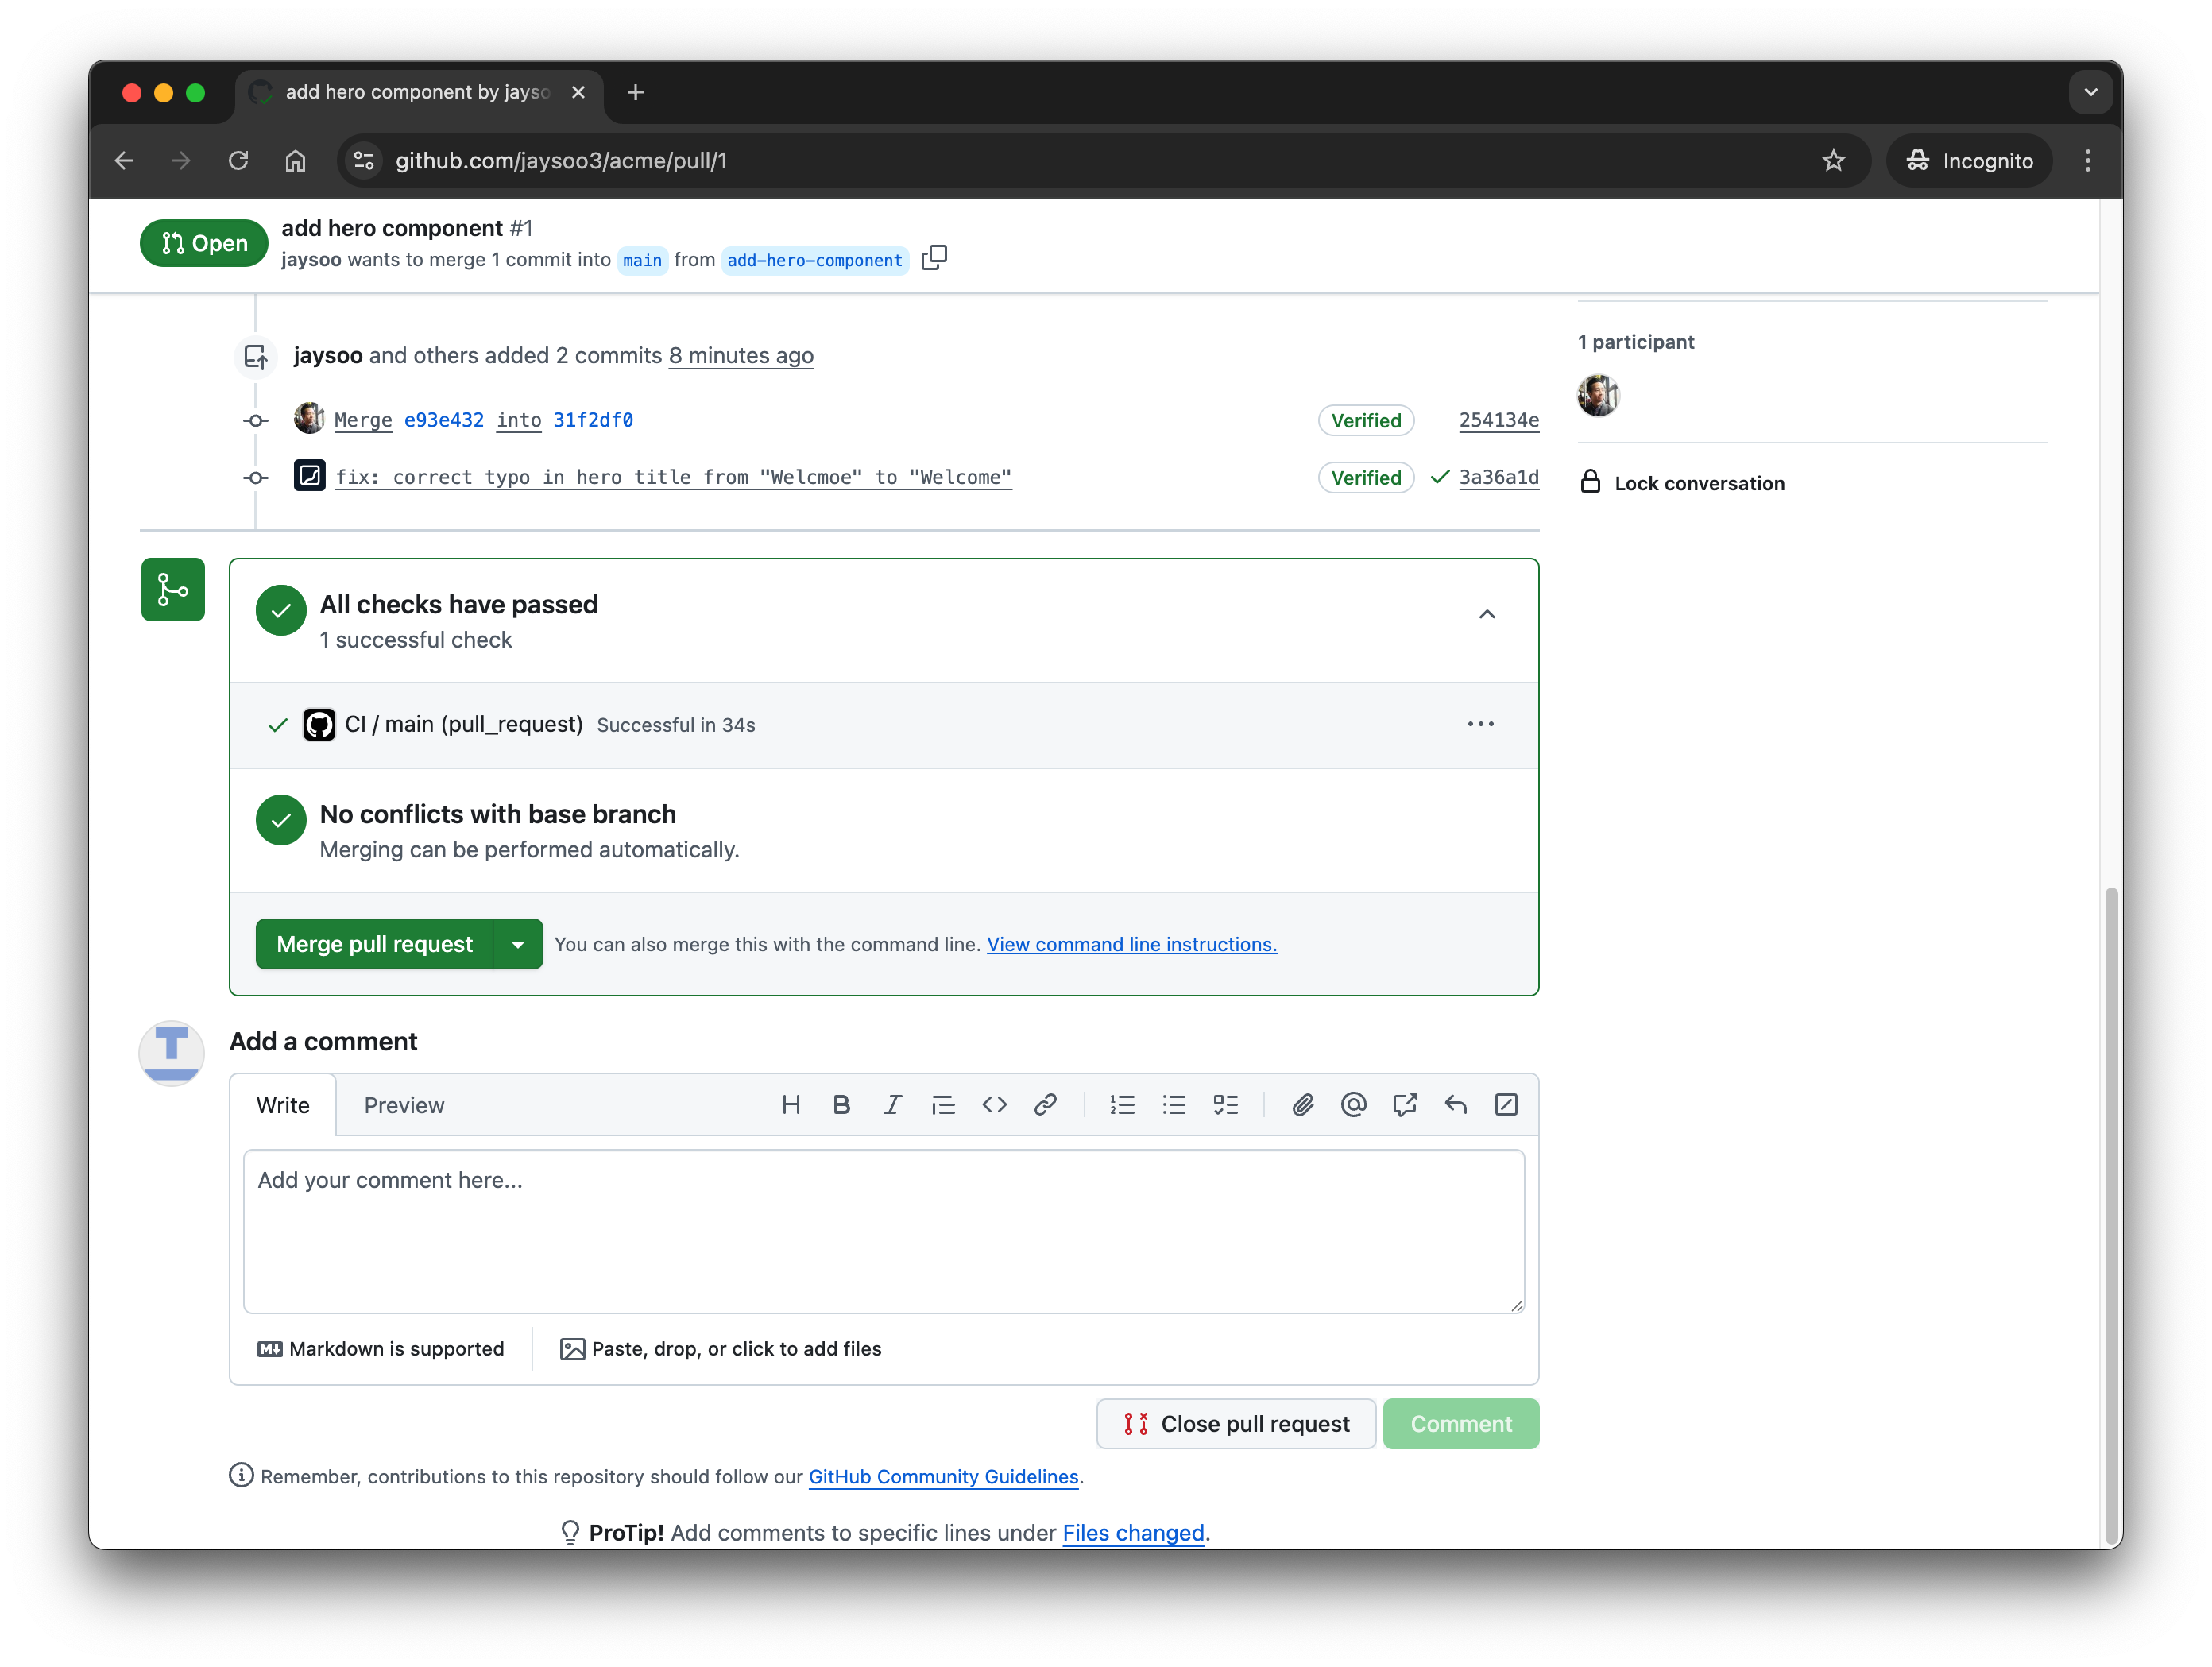 add hero component by jayso
github.com/jaysoo3/acme/pull/1
Incognito
Open
add hero component #1
jaysoo wants to merge 1 commit into main from add-hero-component
jaysoo and others added 2 commits 8 minutes ago
Merge e93e432 into 31f2df0
Verified
254134e
fix: correct typo in hero title from "Welcmoe" to "Welcome"
Verified
3a36a1d
1 participant
Lock conversation
All checks have passed
1 successful check
CI / main (pull_request) Successful in 34s
No conflicts with base branch
Merging can be performed automatically.
Merge pull request
You can also merge this with the command line. View command line instructions.
Add a comment
Write
Preview
Add your comment here...
Markdown is supported
Paste, drop, or click to add files
Close pull request
Comment
Remember, contributions to this repository should follow our GitHub Community Guidelines.
ProTip! Add comments to specific lines under Files changed.